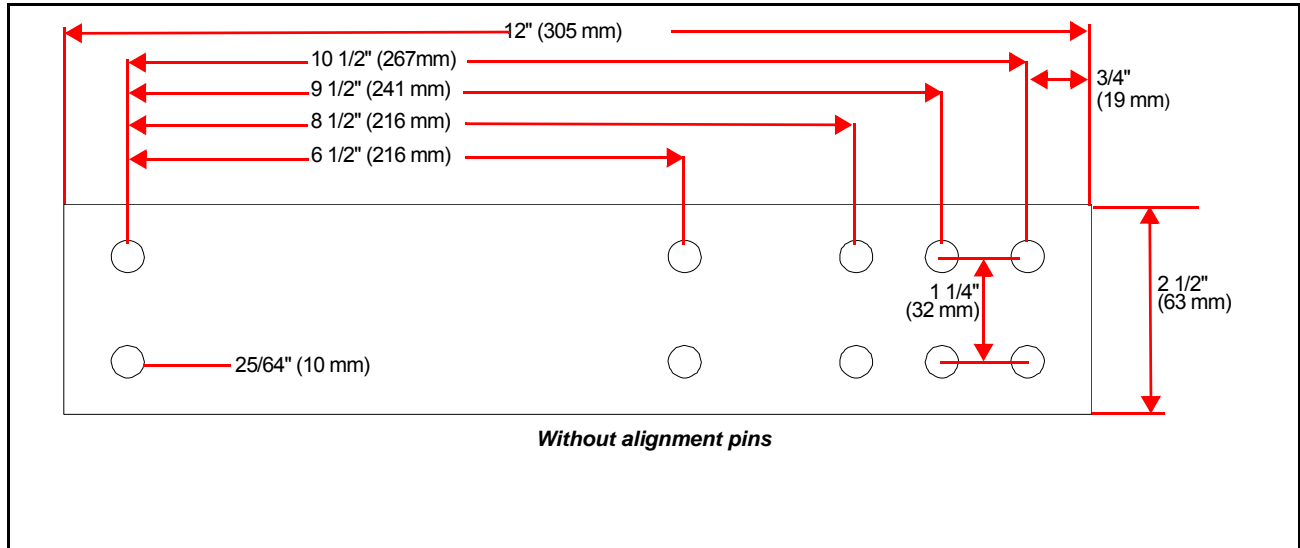 12" (305 mm)
10 1/2" (267mm)
3/4"
(19 mm)
9 1/2" (241 mm)
8 1/2" (216 mm)
6 1/2" (216 mm)
1 1/4"
(32 mm)
2 1/2"
(63 mm)
25/64" (10 mm)
Without alignment pins